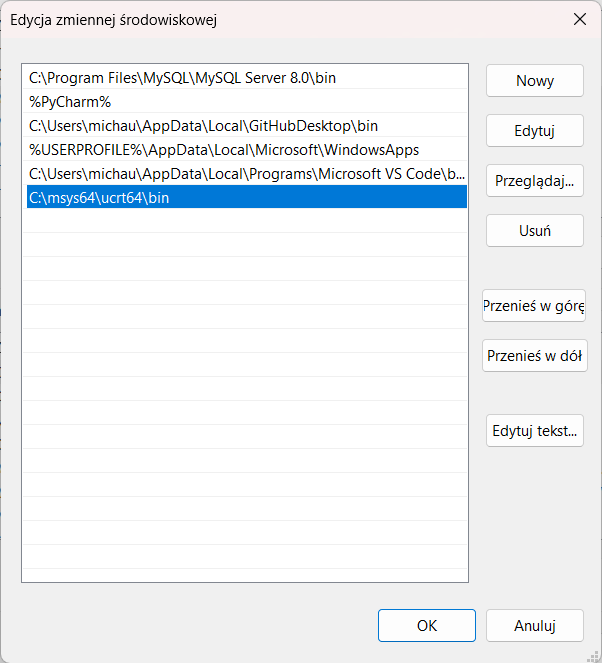 Edycja zmiennej środowiskowej
C:\Program Files\MySQL\MySQL Server 8.0\bin
%PyCharm%
C:\Users\michau\AppData\Local\GitHubDesktop\bin
%USERPROFILE%\AppData\Local\Microsoft\WindowsApps
C:\Users\michau\AppData\Local\Programs\Microsoft VS Code\b...
C:\msys64\ucrt64\bin
Nowy
Edytuj
Przeglądaj...
Usuń
Przenieś w górę
Przenieś w dół
Edytuj tekst...
OK
Anuluj